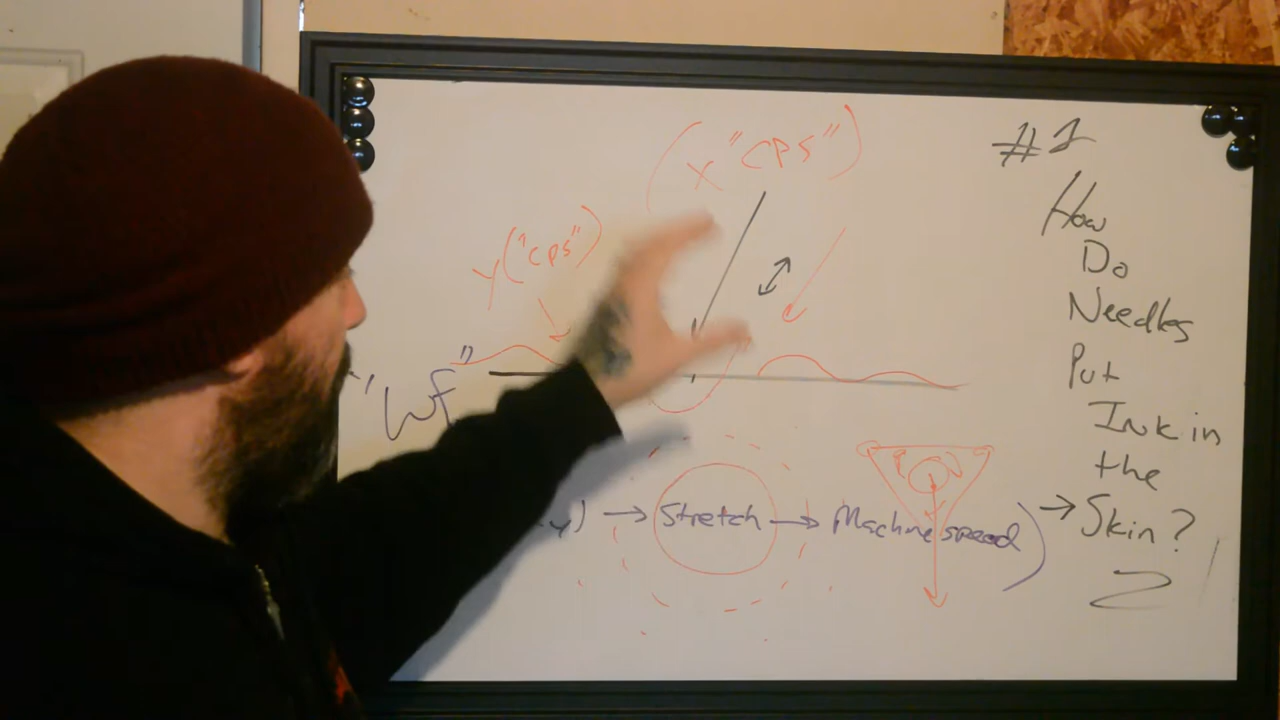 x "CPS"
y("cps")
"Wf"
y) → Stretch → Machine speed) →
#1
How
Do
Needles
Put
Ink in
the
Skin?